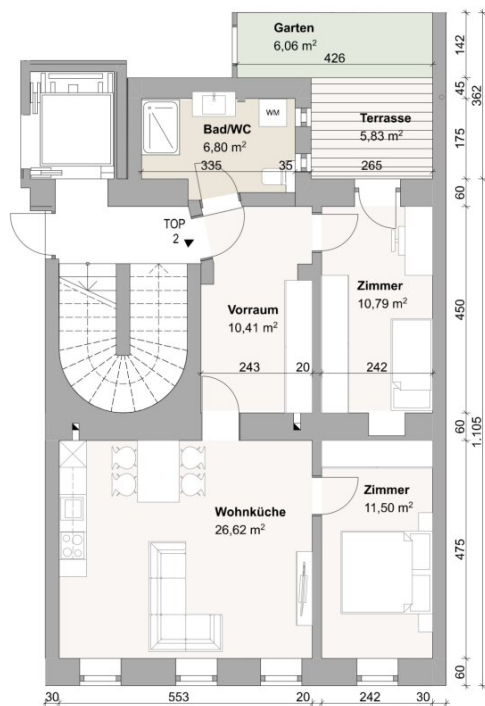 Garten
6,06 m²
426
142
45
362
175
Bad/WC
6,80 m²
WM
Terrasse
5,83 m²
335
35
265
60
TOP
2
Zimmer
10,79 m²
450
Vorraum
10,41 m²
243
20
242
60
1.105
Wohnküche
26,62 m²
Zimmer
11,50 m²
475
60
30
553
20
242
30